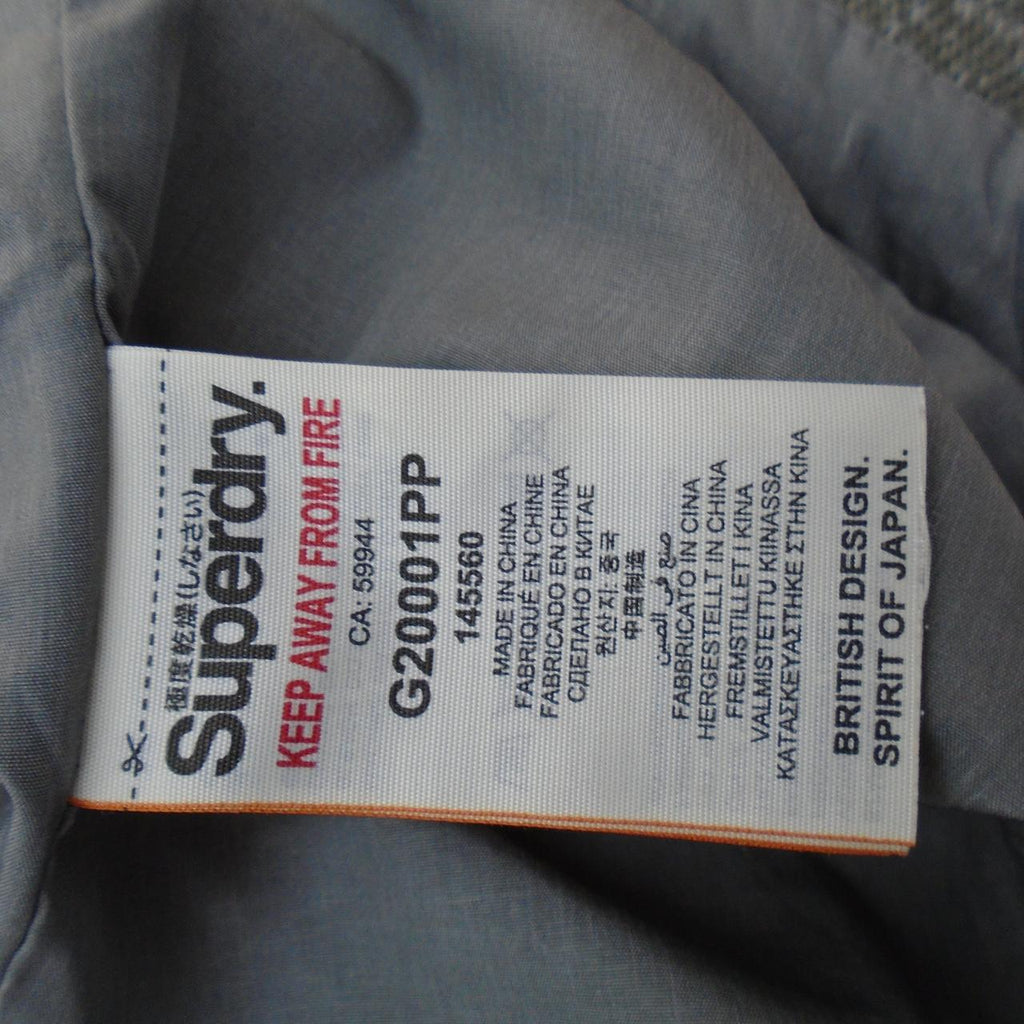 極度乾燥(しなさい)
Superdry.
KEEP AWAY FROM FIRE
CA: 59944
G20001PP
145560
MADE IN CHINA
FABRIQUÉ EN CHINE
FABRICADO EN CHINA
СДЕЛАНО В КИТАЕ
원산지: 중국
中国制造
صنع في الصين
FABBRICATO IN CINA
HERGESTELLT IN CHINA
FREMSTILLET I KINA
VALMISTETTU KIINASSA
ΚΑΤΑΣΚΕΥΑΣΤΗΚΕ ΣΤΗΝ ΚΙΝΑ
BRITISH DESIGN.
SPIRIT OF JAPAN.